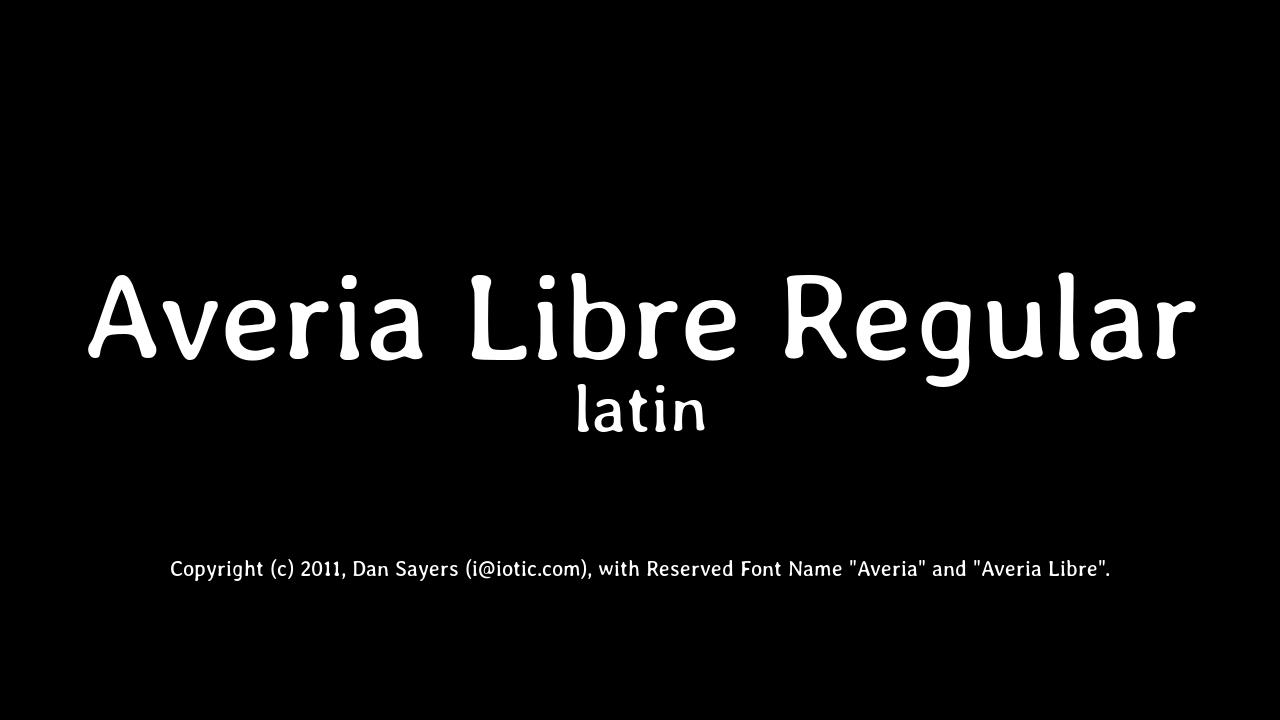 Averia Libre Regular
latin
Copyright (c) 2011, Dan Sayers (i@iotic.com), with Reserved Font Name "Averia" and "Averia Libre".